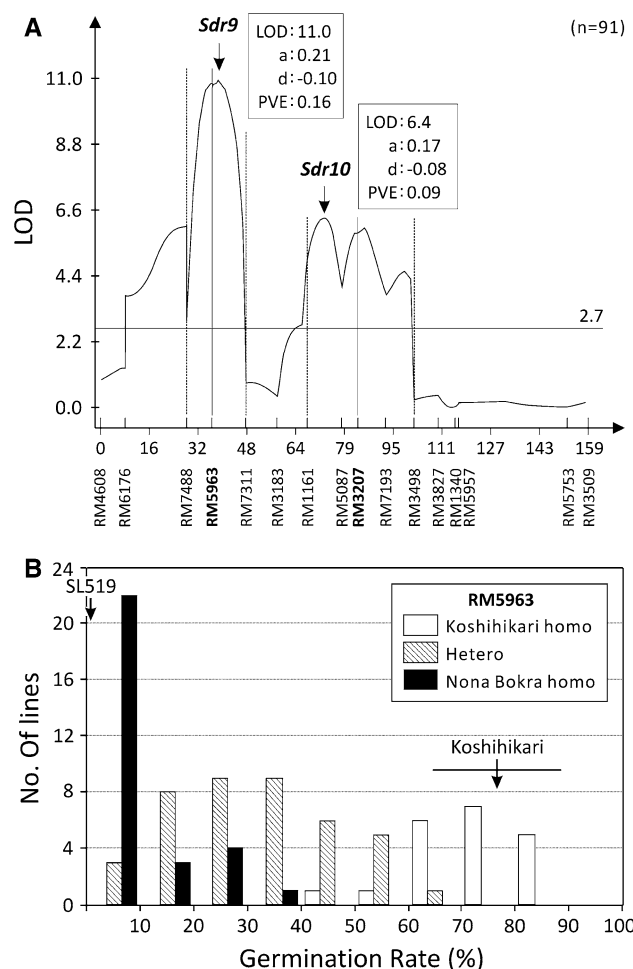 A
Sdr9
LOD: 11.0
a: 0.21
d: -0.10
PVE: 0.16
(n=91)
Sdr10
LOD: 6.4
a: 0.17
d: -0.08
PVE: 0.09
LOD
11.0
8.8
6.6
4.4
2.2
0.0
2.7
0 16 32 48 64 79 95 111 127 143 159
RM4608
RM6176
RM7488
RM5963
RM7311
RM3183
RM1161
RM5087
RM3207
RM7193
RM3498
RM3827
RM1340
RM5957
RM5753
RM3509
B
SL519
RM5963
Koshihikari homo
Hetero
Nona Bokra homo
Koshihikari
No. Of lines
24
20
16
12
8
4
0
10 20 30 40 50 60 70 80 90 100
Germination Rate (%)